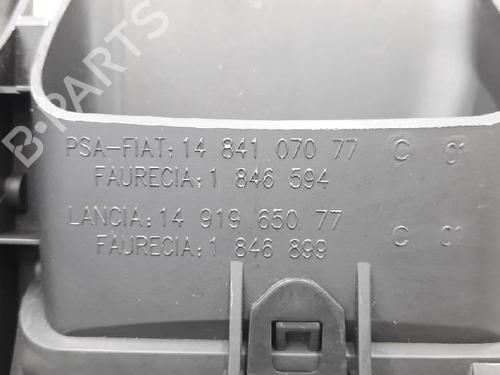 B-PARTS
PSA-FIAT:14 841 070 77 C 01
FAURECIA:1 846 594
LANCIA:14 919 650 77 C 01
FAURECIA:1 846 899